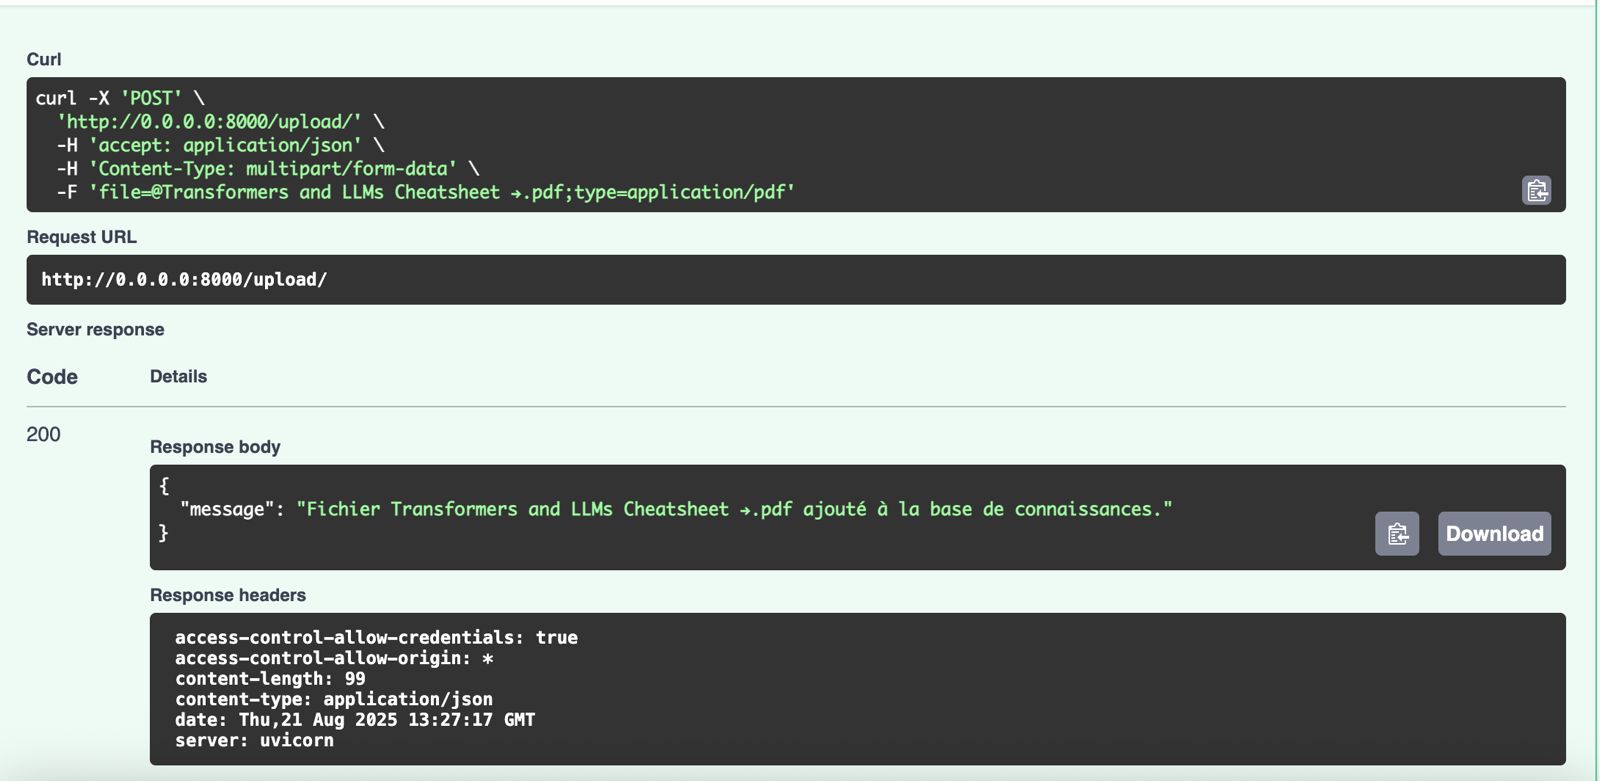 Curl
curl -X 'POST' \
'http://0.0.0.0:8000/upload/' \
-H 'accept: application/json' \
-H 'Content-Type: multipart/form-data' \
-F 'file=@Transformers and LLMs Cheatsheet →.pdf;type=application/pdf'
Request URL
http://0.0.0.0:8000/upload/
Server response
Code Details
200
Response body
{
"message": "Fichier Transformers and LLMs Cheatsheet →.pdf ajouté à la base de connaissances."
}
Download
Response headers
access-control-allow-credentials: true
access-control-allow-origin: *
content-length: 99
content-type: application/json
date: Thu,21 Aug 2025 13:27:17 GMT
server: uvicorn